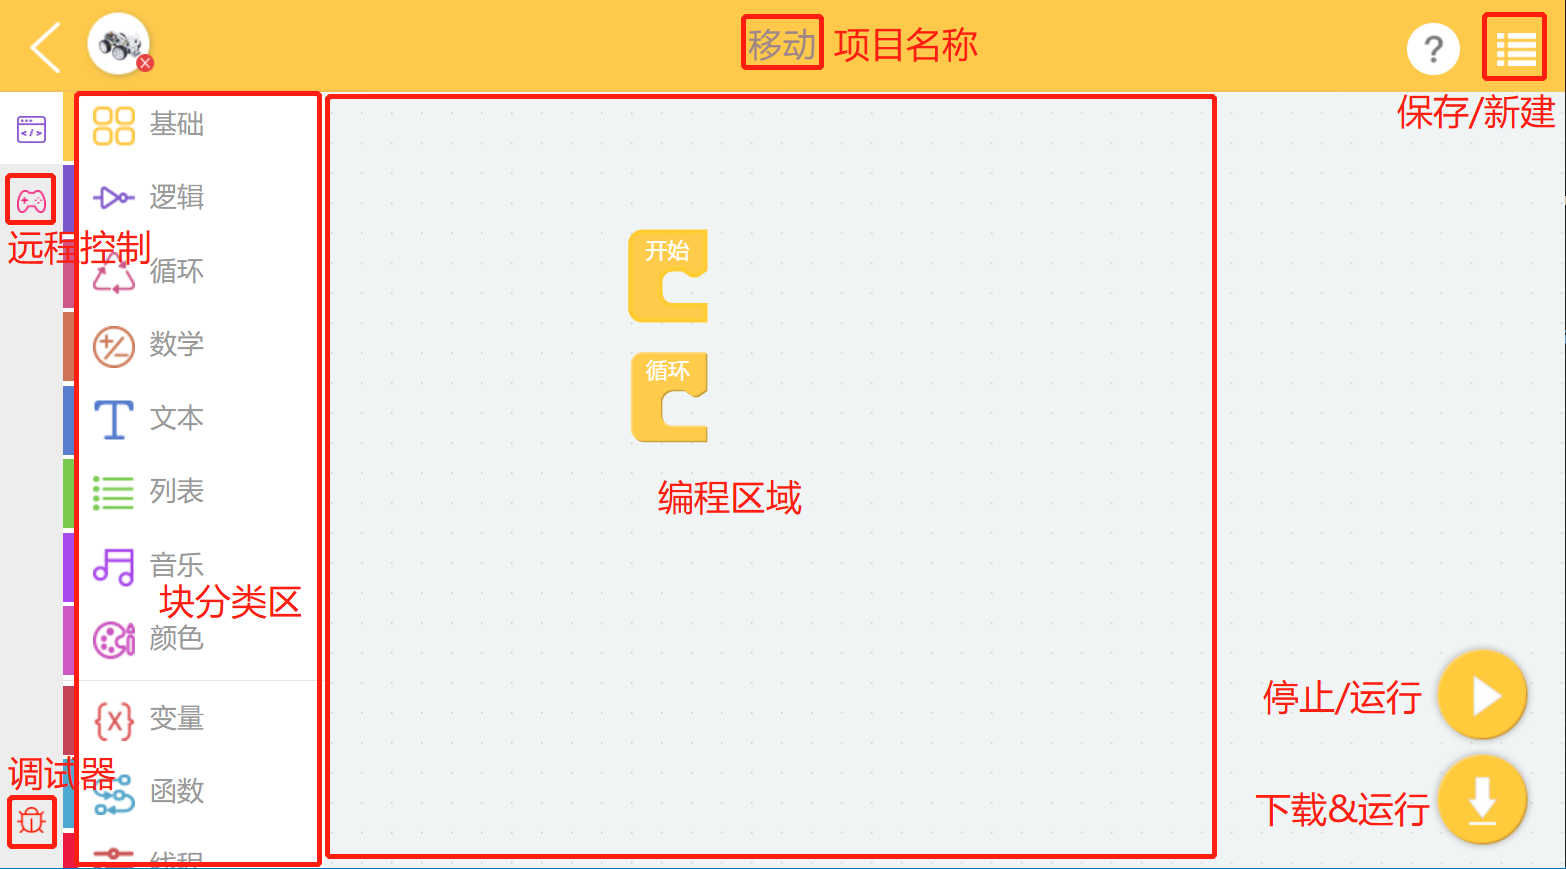 移动 项目名称
?
保存/新建
基础
逻辑
远程控制
循环
数学
文本
列表
音乐
块分类区
颜色
变量
调试器
函数
线程
开始
循环
编程区域
停止/运行
下载&运行